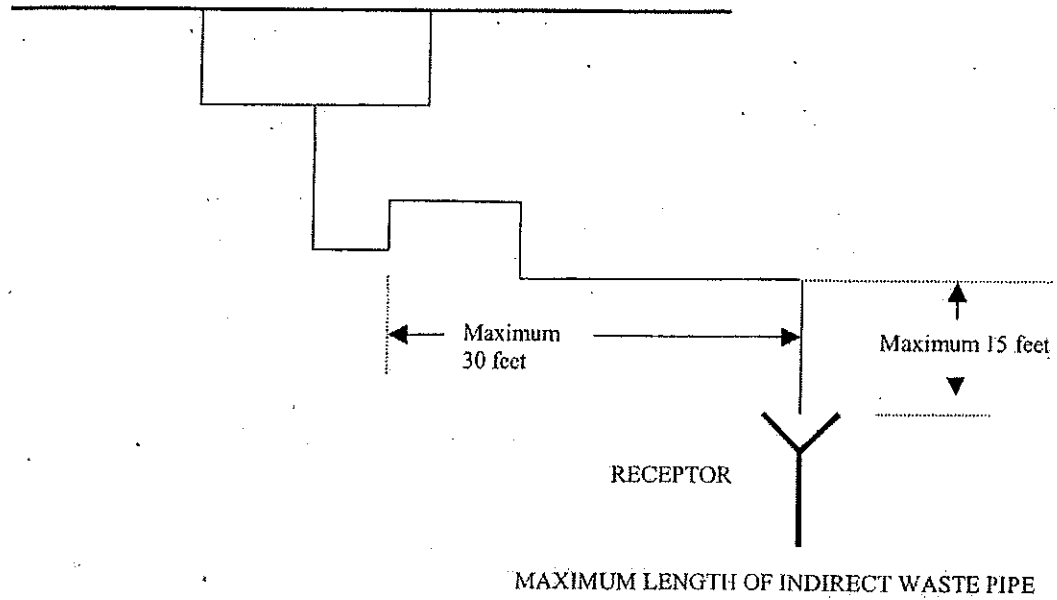 Maximum
30 feet
Maximum 15 feet
RECEPTOR
MAXIMUM LENGTH OF INDIRECT WASTE PIPE